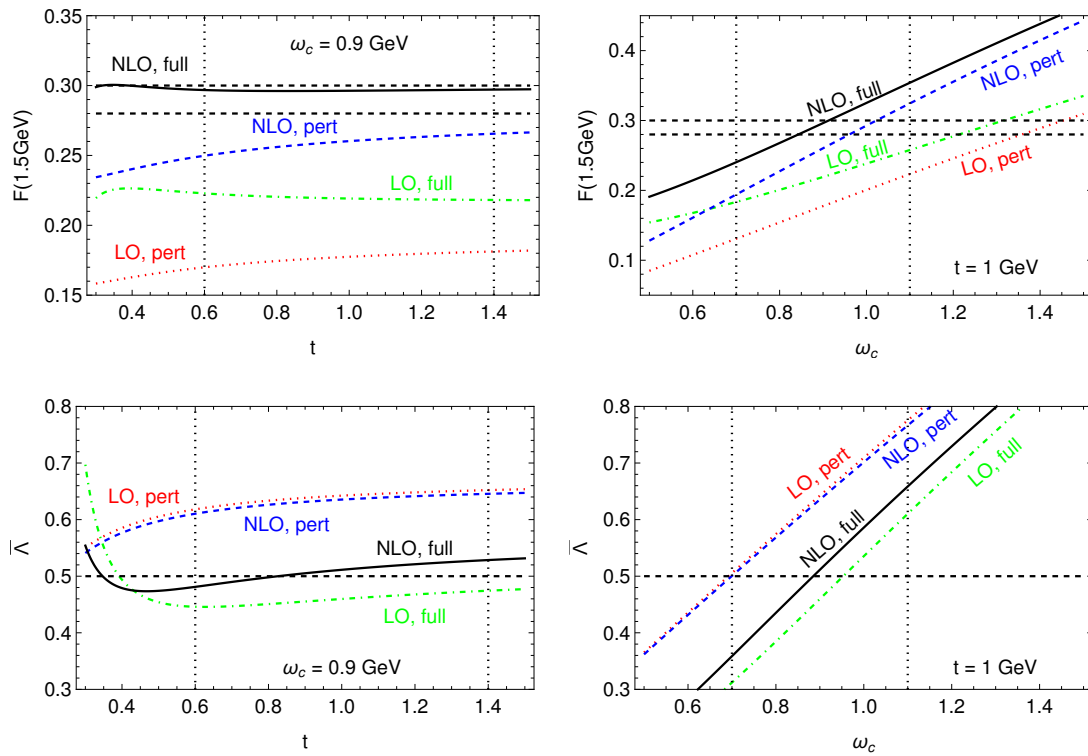 ω_c = 0.9 GeV
NLO, full
NLO, pert
LO, full
LO, pert
F(1.5GeV)
0.30
0.25
0.20
0.15
0.4 0.6 0.8 1.0 1.2 1.4
t
NLO, full
NLO, pert
LO, full
LO, pert
t = 1 GeV
F(1.5GeV)
0.4
0.3
0.2
0.1
0.6 0.8 1.0 1.2 1.4
ω_c
LO, pert
NLO, pert
NLO, full
LO, full
ω_c = 0.9 GeV
Λ̅
0.8
0.7
0.6
0.5
0.4
0.3
0.4 0.6 0.8 1.0 1.2 1.4
t
LO, pert
NLO, pert
NLO, full
LO, full
t = 1 GeV
Λ̅
0.8
0.7
0.6
0.5
0.4
0.3
0.6 0.8 1.0 1.2 1.4
ω_c